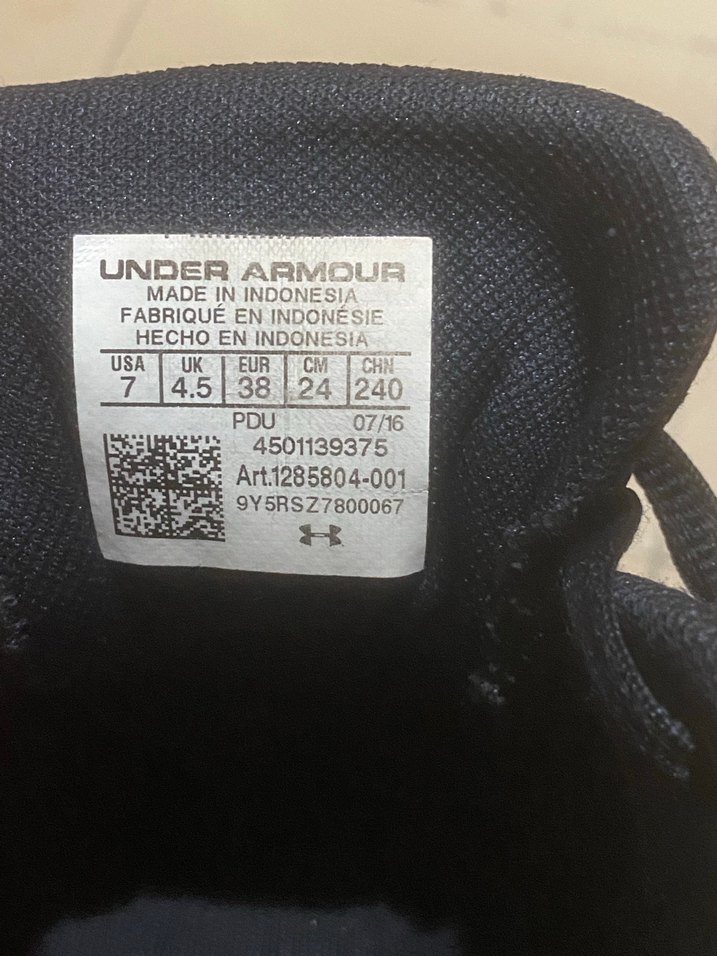 UNDER ARMOUR
MADE IN INDONESIA
FABRIQUÉ EN INDONÉSIE
HECHO EN INDONESIA
USA UK EUR CM CHN
7 4.5 38 24 240
PDU 07/16
4501139375
Art.1285804-001
9Y5RSZ7800067